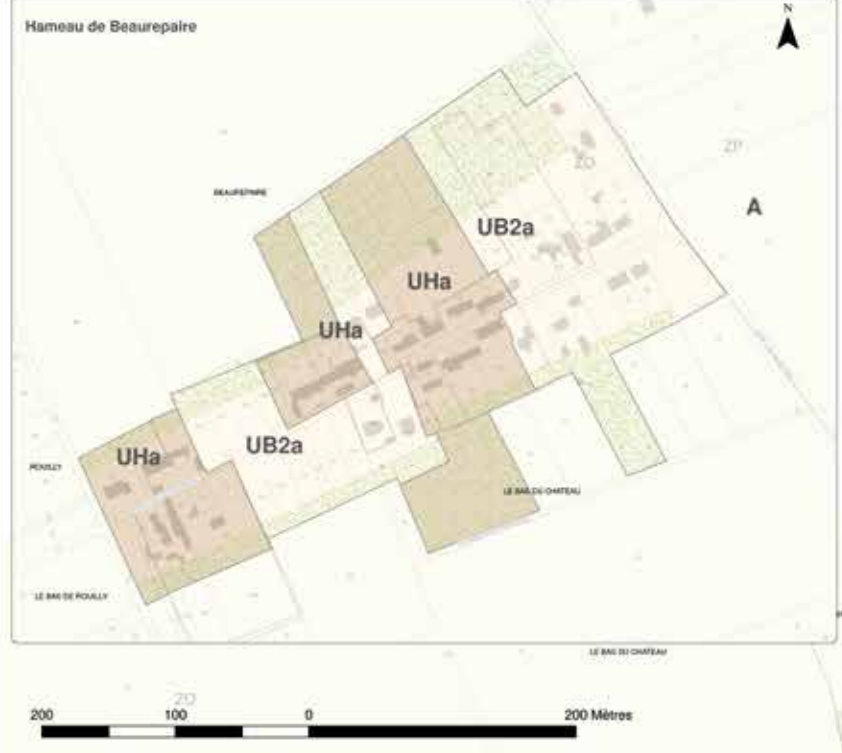 Hameau de Beaurepaire
N
ZP
ZO
BEAUREPAIRE
A
UB2a
UHa
UHa
UB2a
UHa
POUILLY
LE BAS DU CHATEAU
LE BAS DE POUILLY
LE BAS DU CHATEAU
ZO
200 100 0 200 Mètres